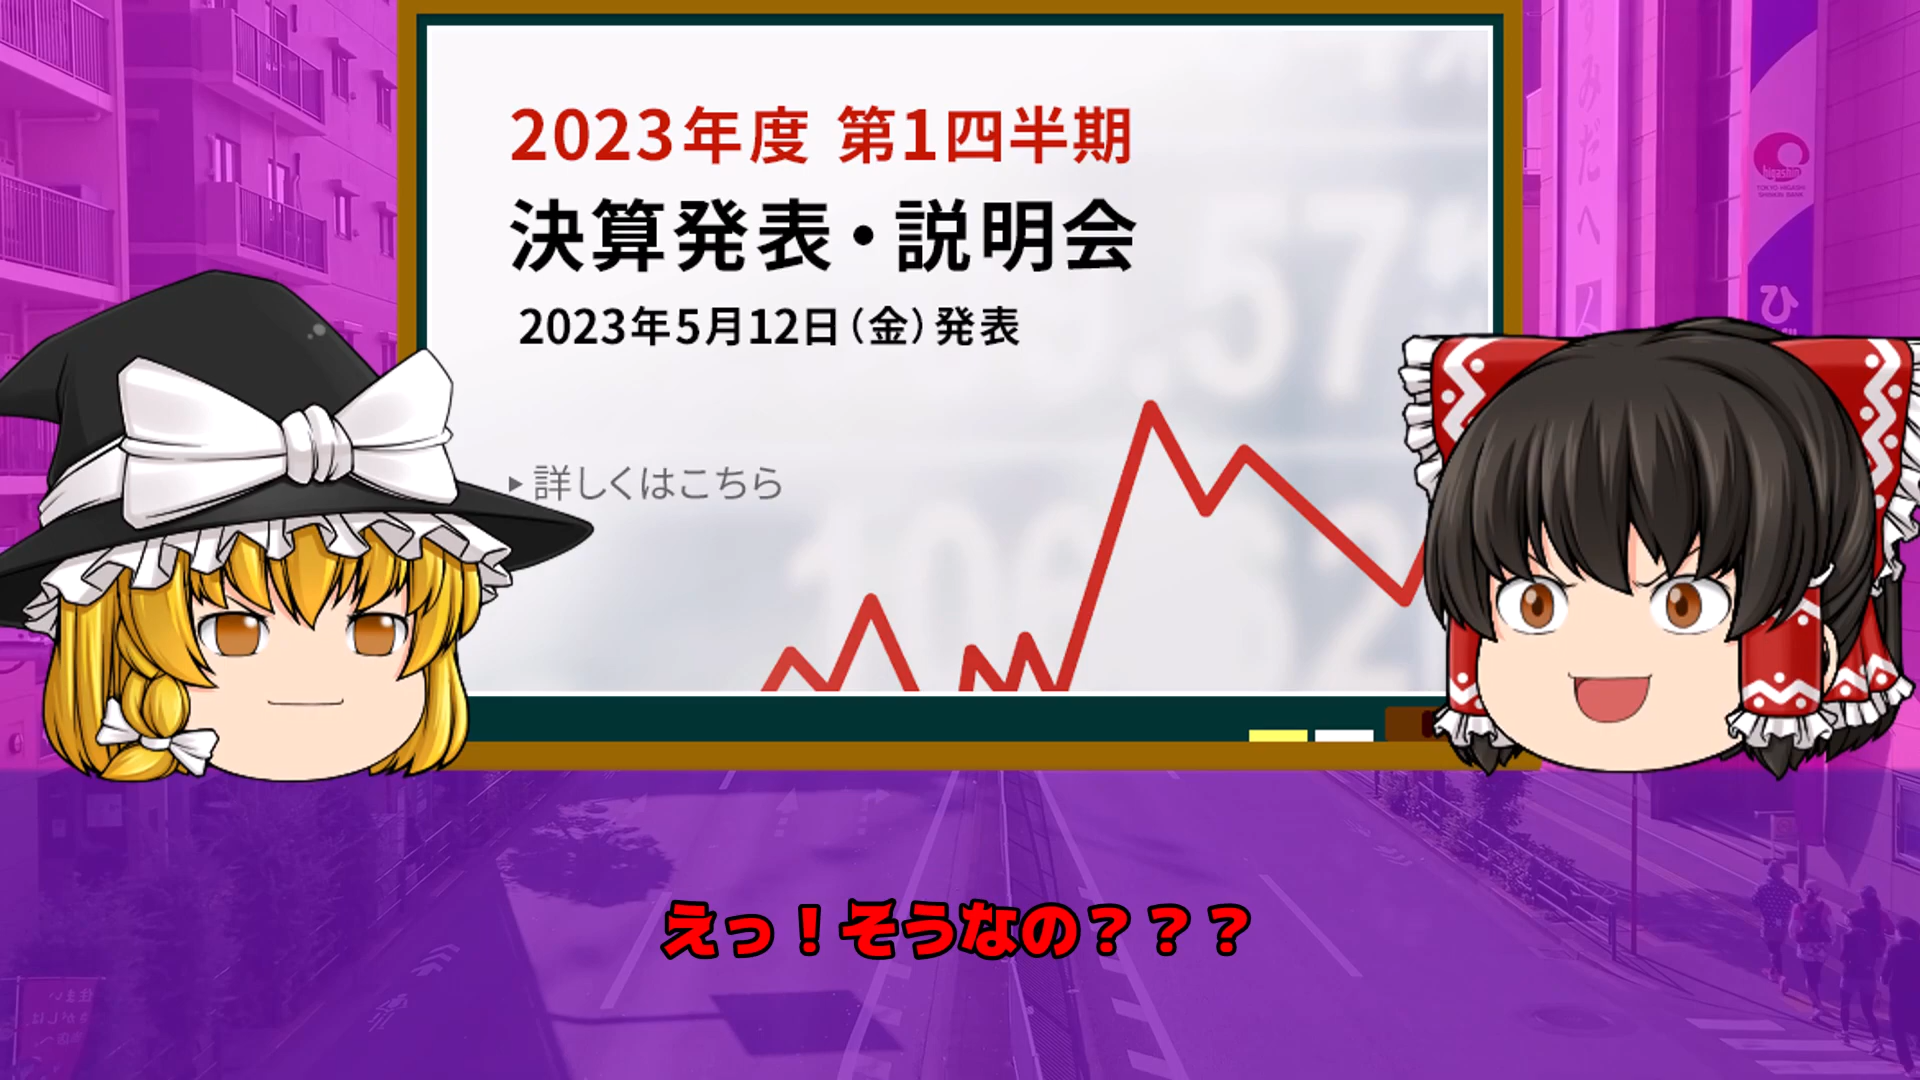 2023年度 第1四半期
決算発表・説明会
2023年5月12日（金）発表
▸ 詳しくはこちら
higashin
えっ！そうなの？？？